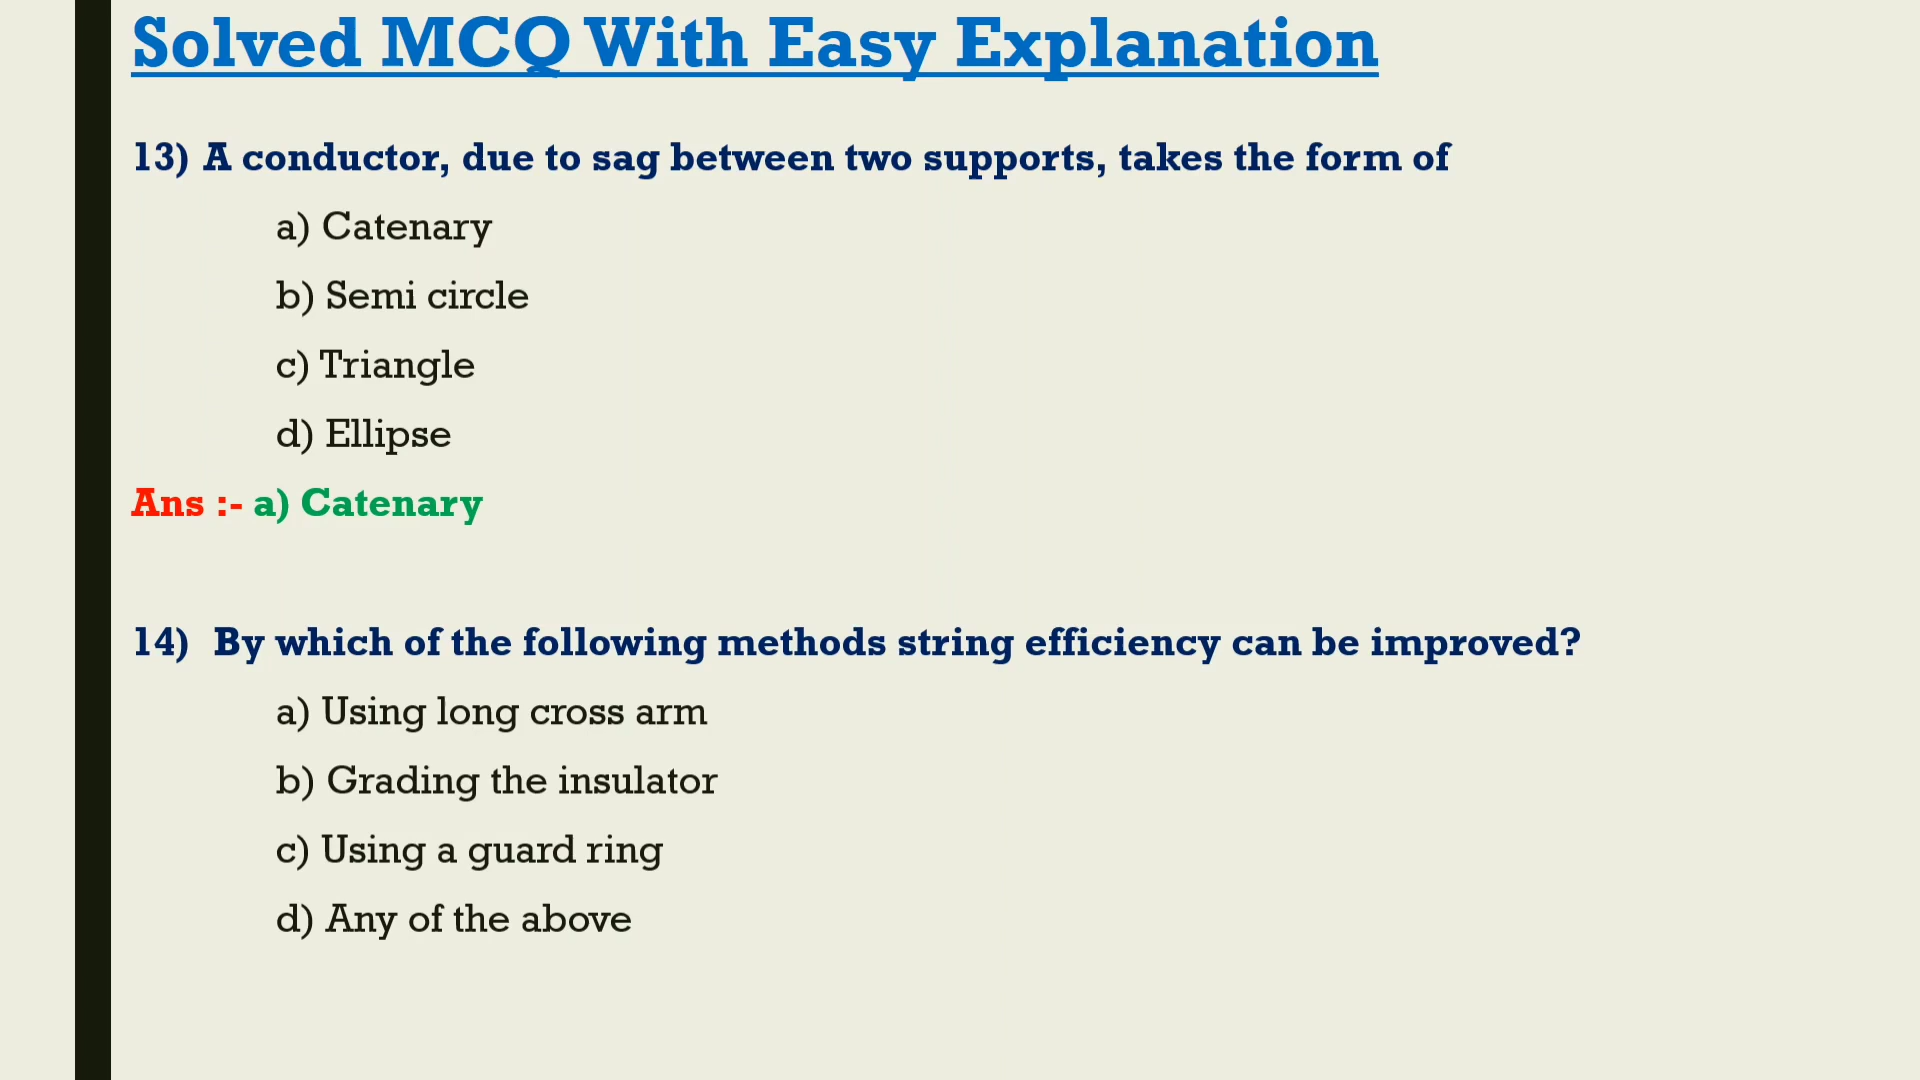 Solved MCQ With Easy Explanation
13) A conductor, due to sag between two supports, takes the form of
a) Catenary
b) Semi circle
c) Triangle
d) Ellipse
Ans :- a) Catenary
14) By which of the following methods string efficiency can be improved?
a) Using long cross arm
b) Grading the insulator
c) Using a guard ring
d) Any of the above